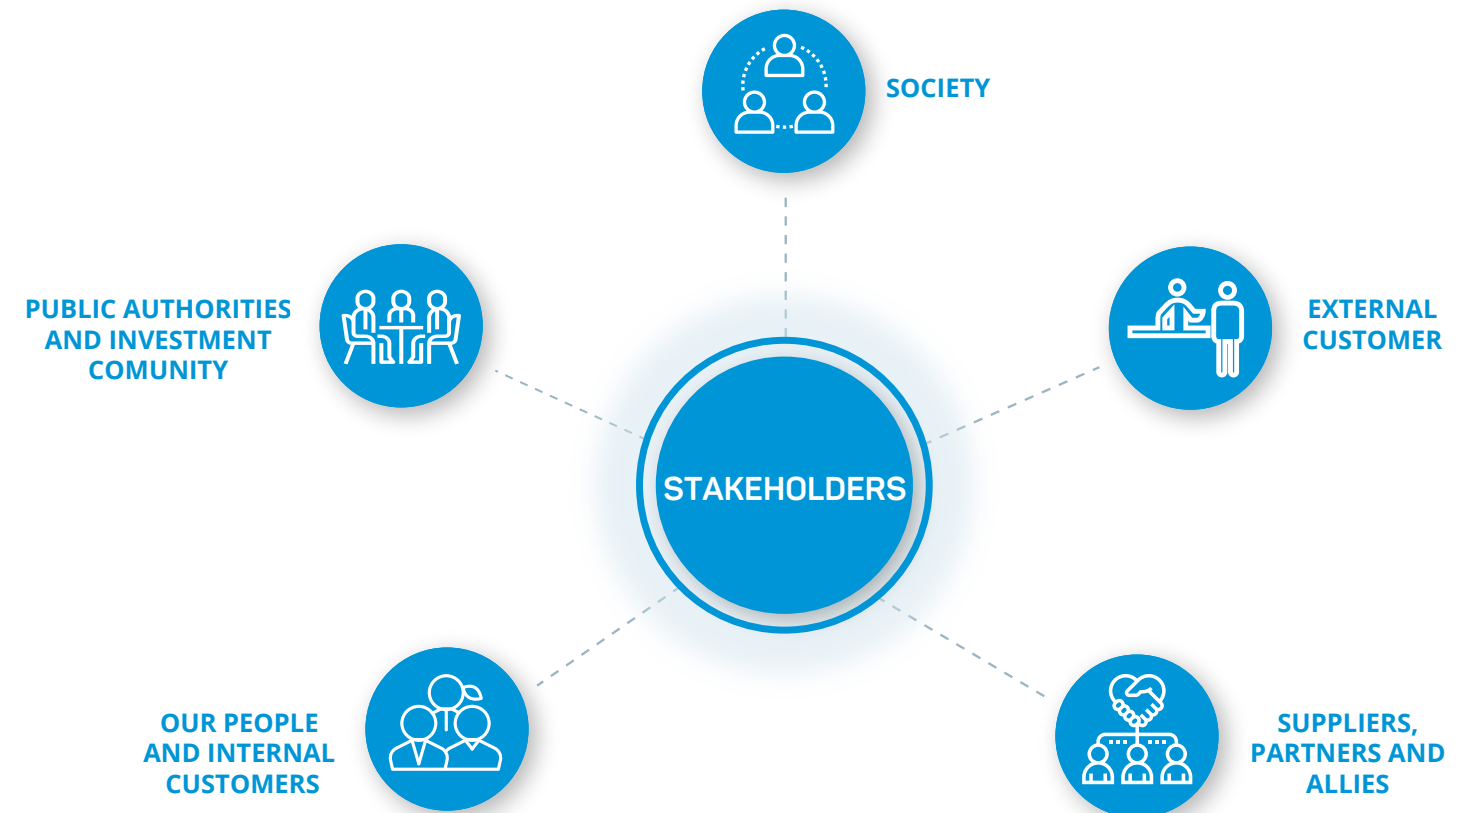 SOCIETY
PUBLIC AUTHORITIES
AND INVESTMENT
COMUNITY
EXTERNAL
CUSTOMER
STAKEHOLDERS
OUR PEOPLE
AND INTERNAL
CUSTOMERS
SUPPLIERS,
PARTNERS AND
ALLIES